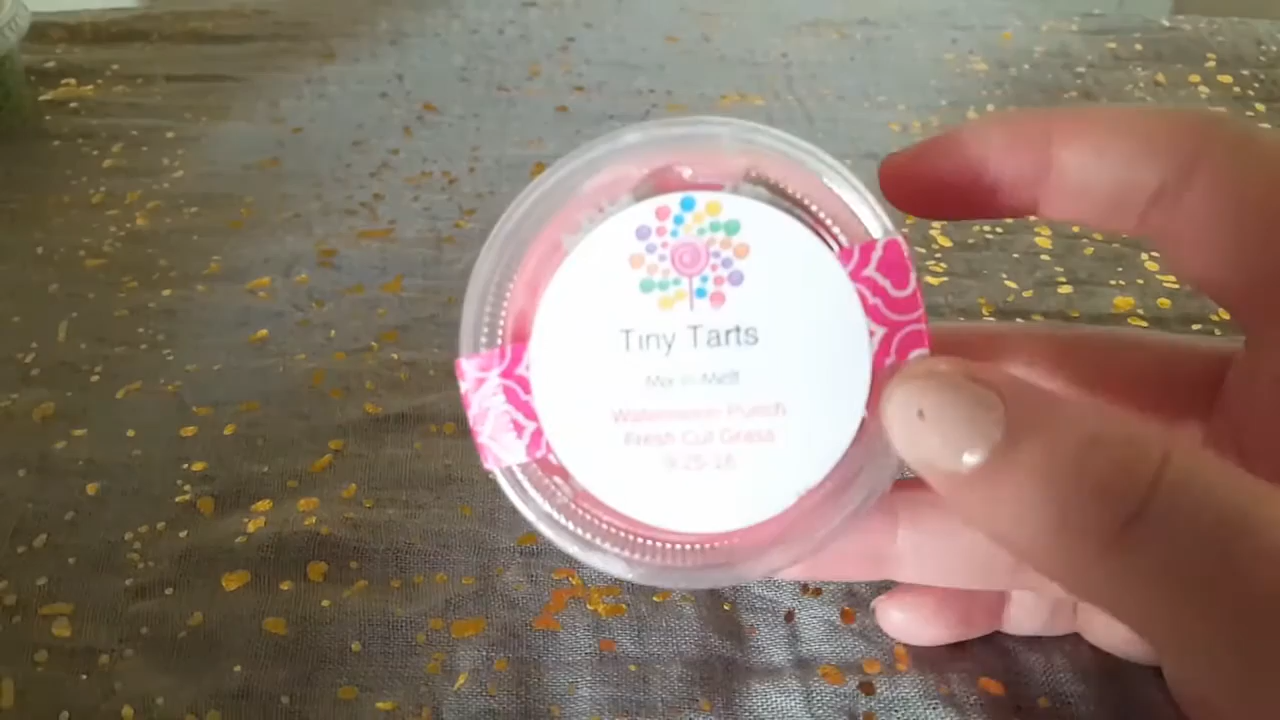 Tiny Tarts
Mix-n-Melt
Watermelon Punch
Fresh Cut Grass
9-25-16